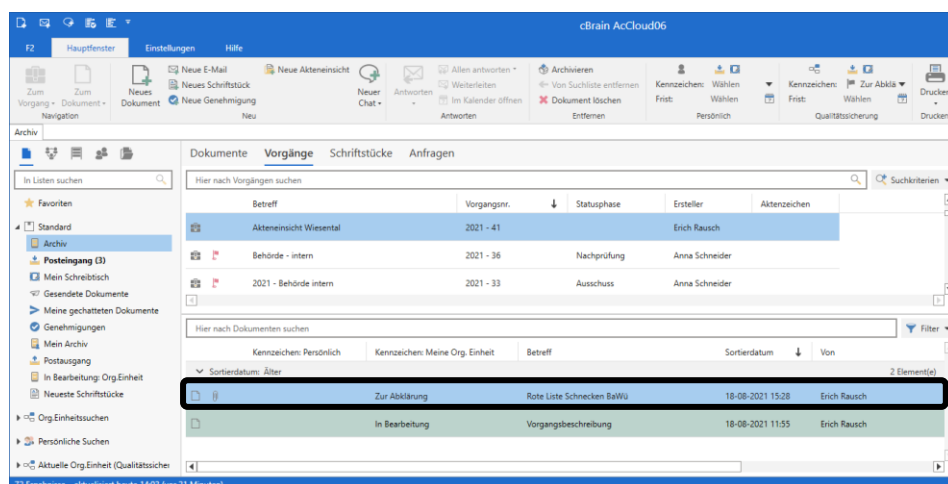 cBrain AcCloud06
F2 Hauptfenster Einstellungen Hilfe
Zum Vorgang
Zum Dokument
Navigation
Neues Dokument
Neue E-Mail
Neues Schriftstück
Neue Genehmigung
Neue Akteneinsicht
Neuer Chat
Neu
Antworten
Allen antworten
Weiterleiten
Im Kalender öffnen
Antworten
Archivieren
Von Suchliste entfernen
Dokument löschen
Entfernen
Kennzeichen: Wählen
Frist: Wählen
Persönlich
Kennzeichen: Zur Abklä
Frist: Wählen
Qualitätssicherung
Drucken
Drucken
Archiv
Dokumente Vorgänge Schriftstücke Anfragen
In Listen suchen
Favoriten
Standard
Archiv
Posteingang (3)
Mein Schreibtisch
Gesendete Dokumente
Meine gechatteten Dokumente
Genehmigungen
Mein Archiv
Postausgang
In Bearbeitung: Org.Einheit
Neueste Schriftstücke
Org.Einheitssuchen
Persönliche Suchen
Aktuelle Org.Einheit (Qualitätssicher
Hier nach Vorgängen suchen
Suchkriterien
Betreff Vorgangsnr. Statusphase Ersteller Aktenzeichen
Akteneinsicht Wiesental 2021 - 41 Erich Rausch
Behörde - intern 2021 - 36 Nachprüfung Anna Schneider
2021 - Behörde intern 2021 - 33 Ausschuss Anna Schneider
Hier nach Dokumenten suchen
Filter
Kennzeichen: Persönlich Kennzeichen: Meine Org. Einheit Betreff Sortierdatum Von
Sortierdatum: Älter 2 Element(e)
Zur Abklärung Rote Liste Schnecken BaWü 18-08-2021 15:28 Erich Rausch
In Bearbeitung Vorgangsbeschreibung 18-08-2021 11:55 Erich Rausch